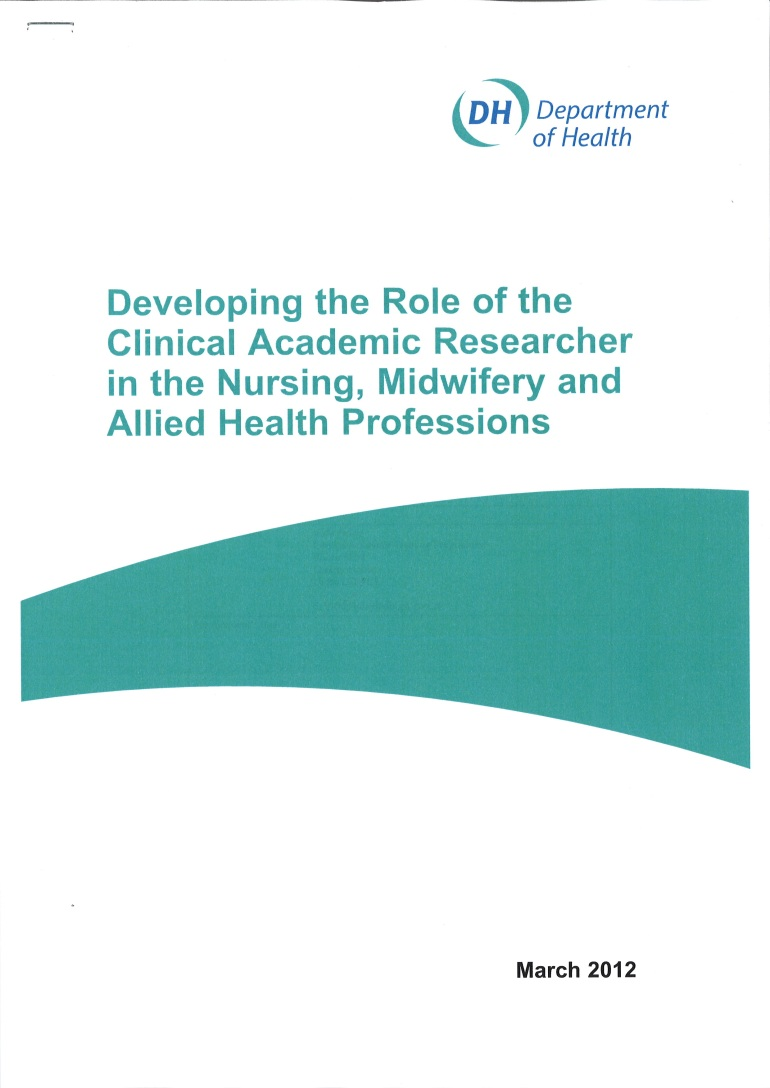 DH Department
of Health
Developing the Role of the
Clinical Academic Researcher
in the Nursing, Midwifery and
Allied Health Professions
March 2012